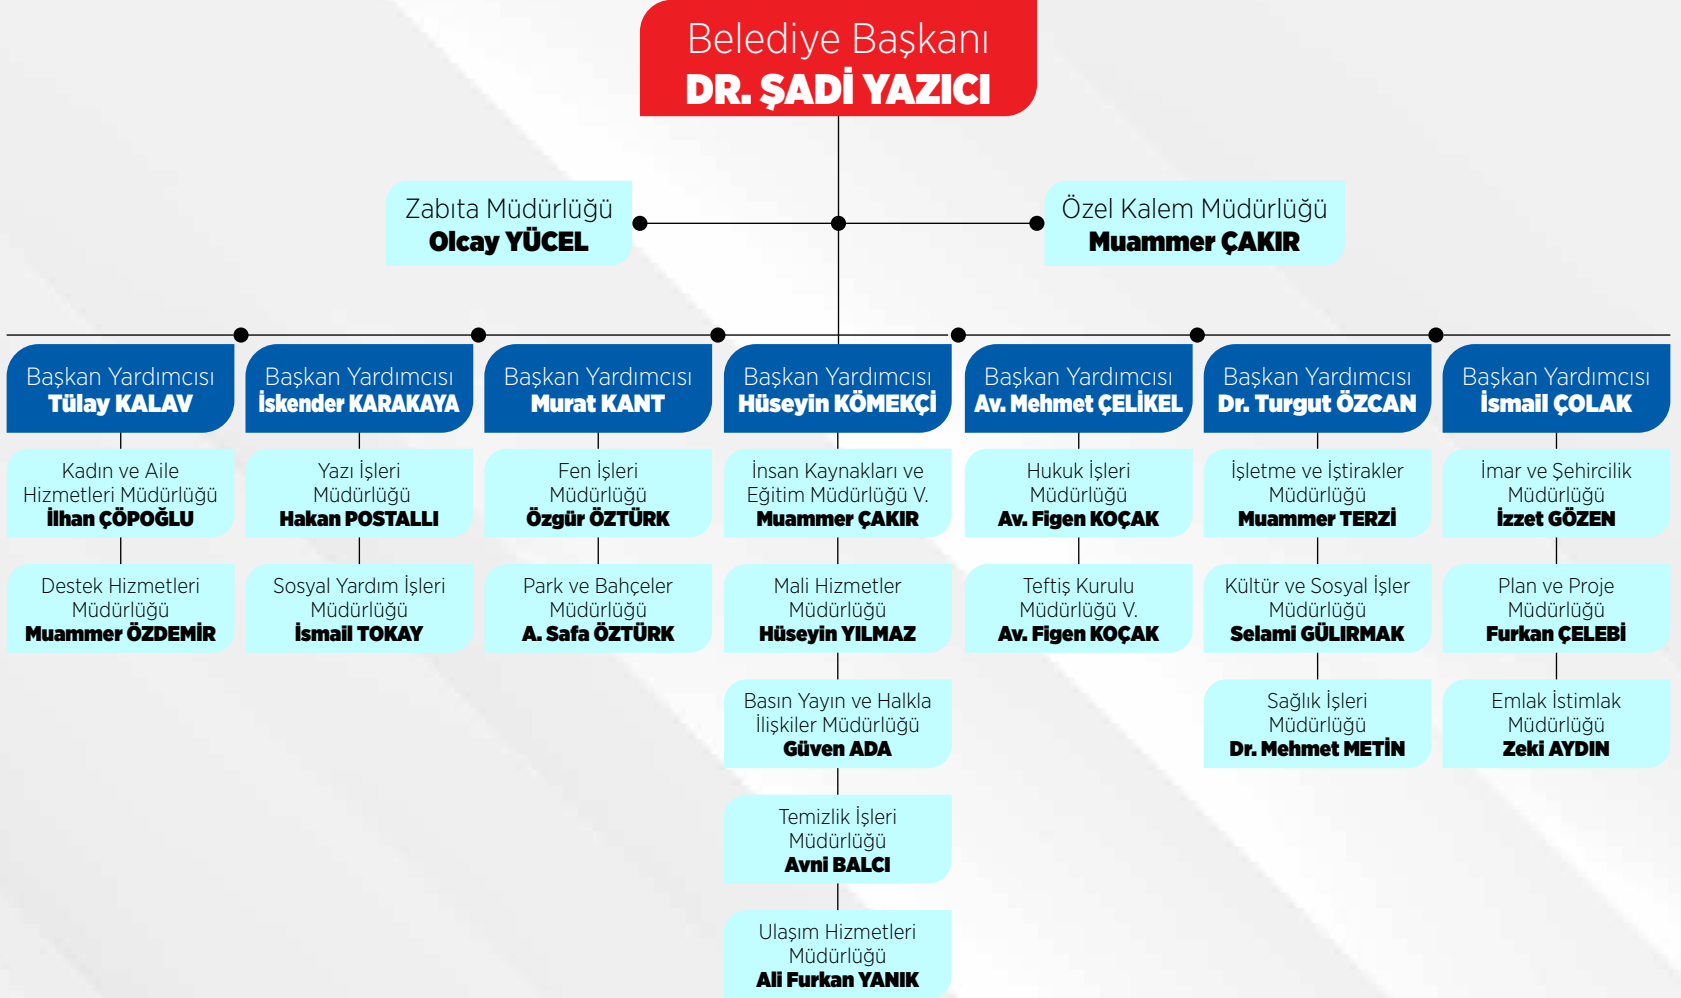 Belediye Başkanı
DR. ŞADİ YAZICI
Zabıta Müdürlüğü
Olcay YÜCEL
Özel Kalem Müdürlüğü
Muammer ÇAKIR
Başkan Yardımcısı
Tülay KALAV
Kadın ve Aile
Hizmetleri Müdürlüğü
İlhan ÇÖPOĞLU
Destek Hizmetleri
Müdürlüğü
Muammer ÖZDEMİR
Başkan Yardımcısı
İskender KARAKAYA
Yazı İşleri
Müdürlüğü
Hakan POSTALLI
Sosyal Yardım İşleri
Müdürlüğü
İsmail TOKAY
Başkan Yardımcısı
Murat KANT
Fen İşleri
Müdürlüğü
Özgür ÖZTÜRK
Park ve Bahçeler
Müdürlüğü
A. Safa ÖZTÜRK
Başkan Yardımcısı
Hüseyin KÖMEKÇİ
İnsan Kaynakları ve
Eğitim Müdürlüğü V.
Muammer ÇAKIR
Mali Hizmetler
Müdürlüğü
Hüseyin YILMAZ
Basın Yayın ve Halkla
İlişkiler Müdürlüğü
Güven ADA
Temizlik İşleri
Müdürlüğü
Avni BALCI
Ulaşım Hizmetleri
Müdürlüğü
Ali Furkan YANIK
Başkan Yardımcısı
Av. Mehmet ÇELİKEL
Hukuk İşleri
Müdürlüğü
Av. Figen KOÇAK
Teftiş Kurulu
Müdürlüğü V.
Av. Figen KOÇAK
Başkan Yardımcısı
Dr. Turgut ÖZCAN
İşletme ve İştirakler
Müdürlüğü
Muammer TERZİ
Kültür ve Sosyal İşler
Müdürlüğü
Selami GÜLIRMAK
Sağlık İşleri
Müdürlüğü
Dr. Mehmet METİN
Başkan Yardımcısı
İsmail ÇOLAK
İmar ve Şehircilik
Müdürlüğü
İzzet GÖZEN
Plan ve Proje
Müdürlüğü
Furkan ÇELEBİ
Emlak İstimlak
Müdürlüğü
Zeki AYDIN